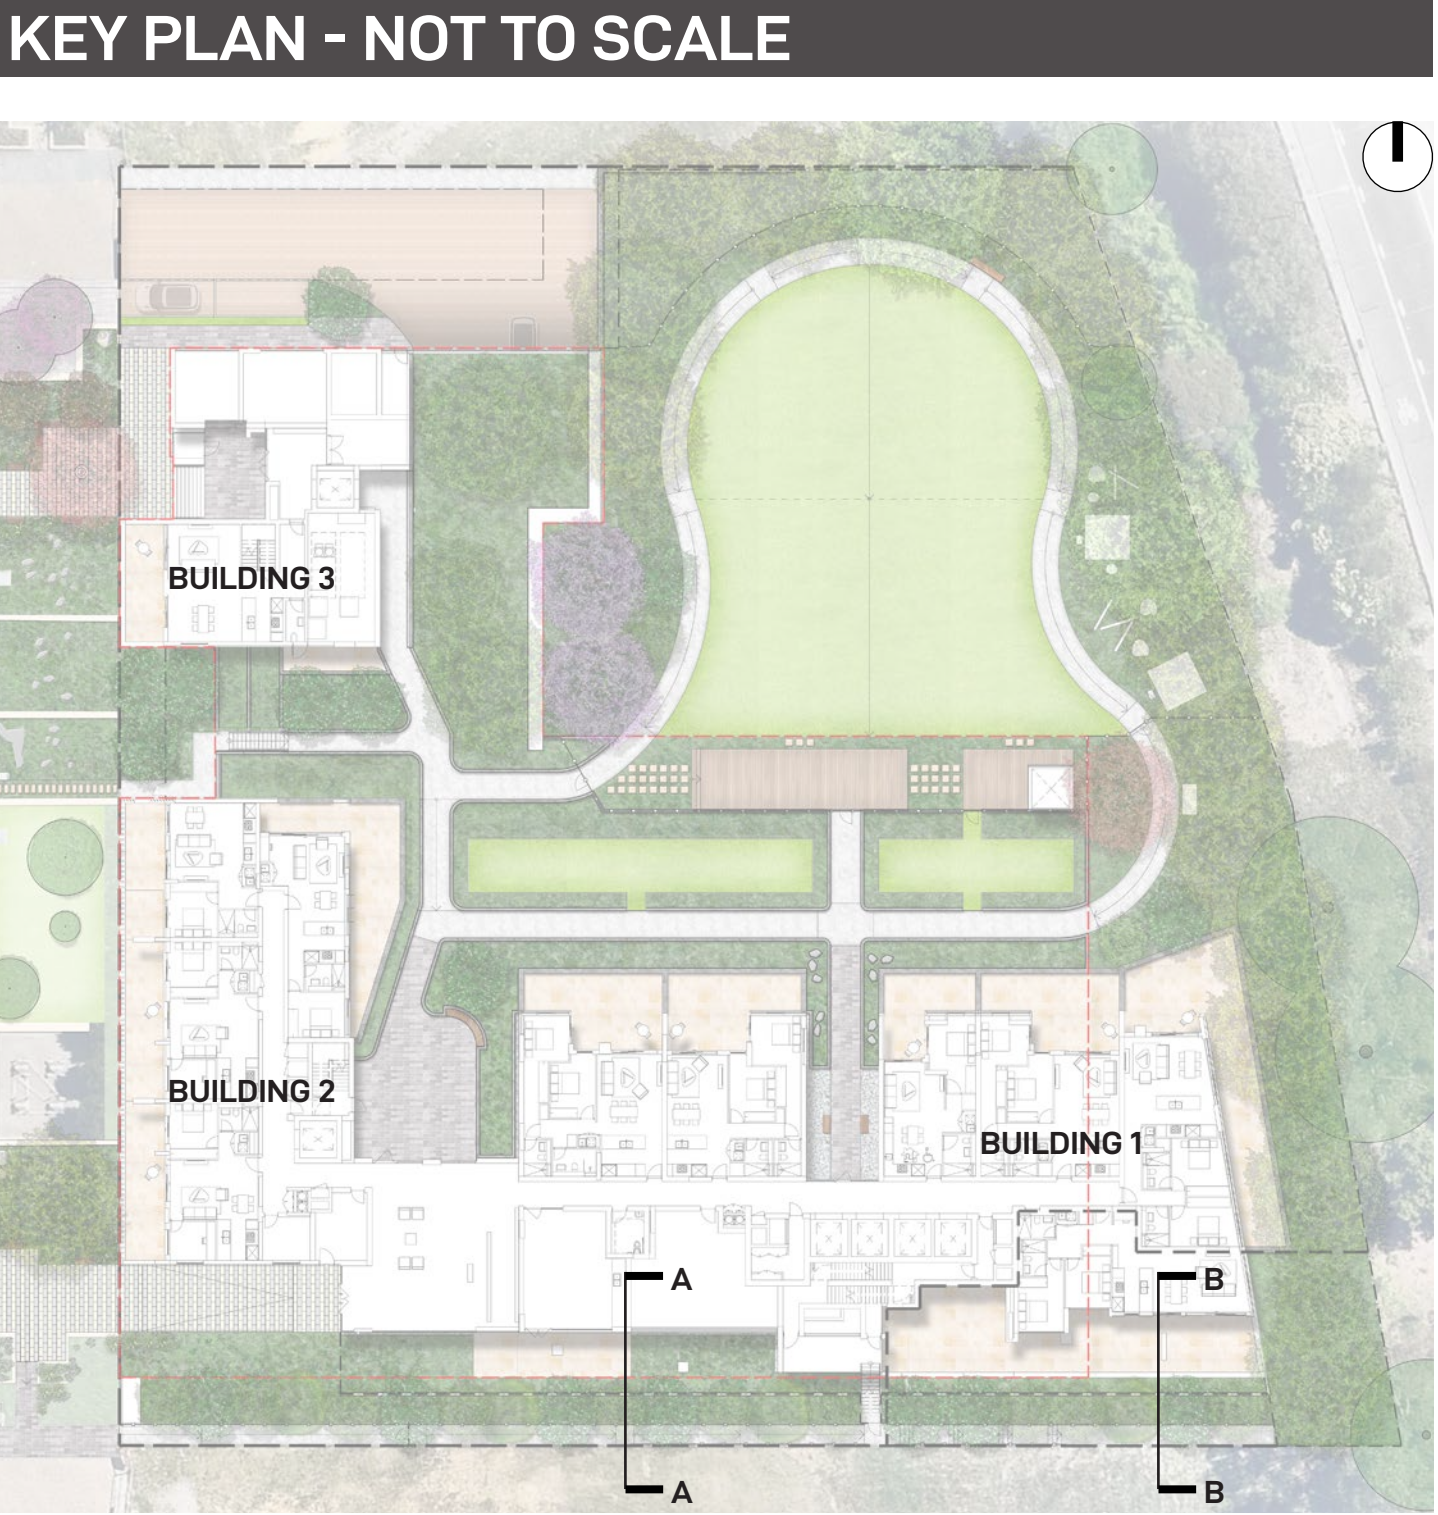 KEY PLAN - NOT TO SCALE
BUILDING 3
BUILDING 2
BUILDING 1
A
B
A
B